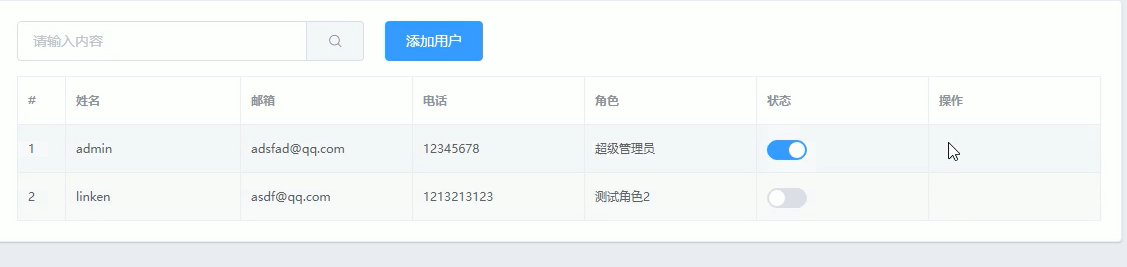 请输入内容 添加用户
# 姓名 邮箱 电话 角色 状态 操作
1 admin adsfad@qq.com 12345678 超级管理员
2 linken asdf@qq.com 1213213123 测试角色2